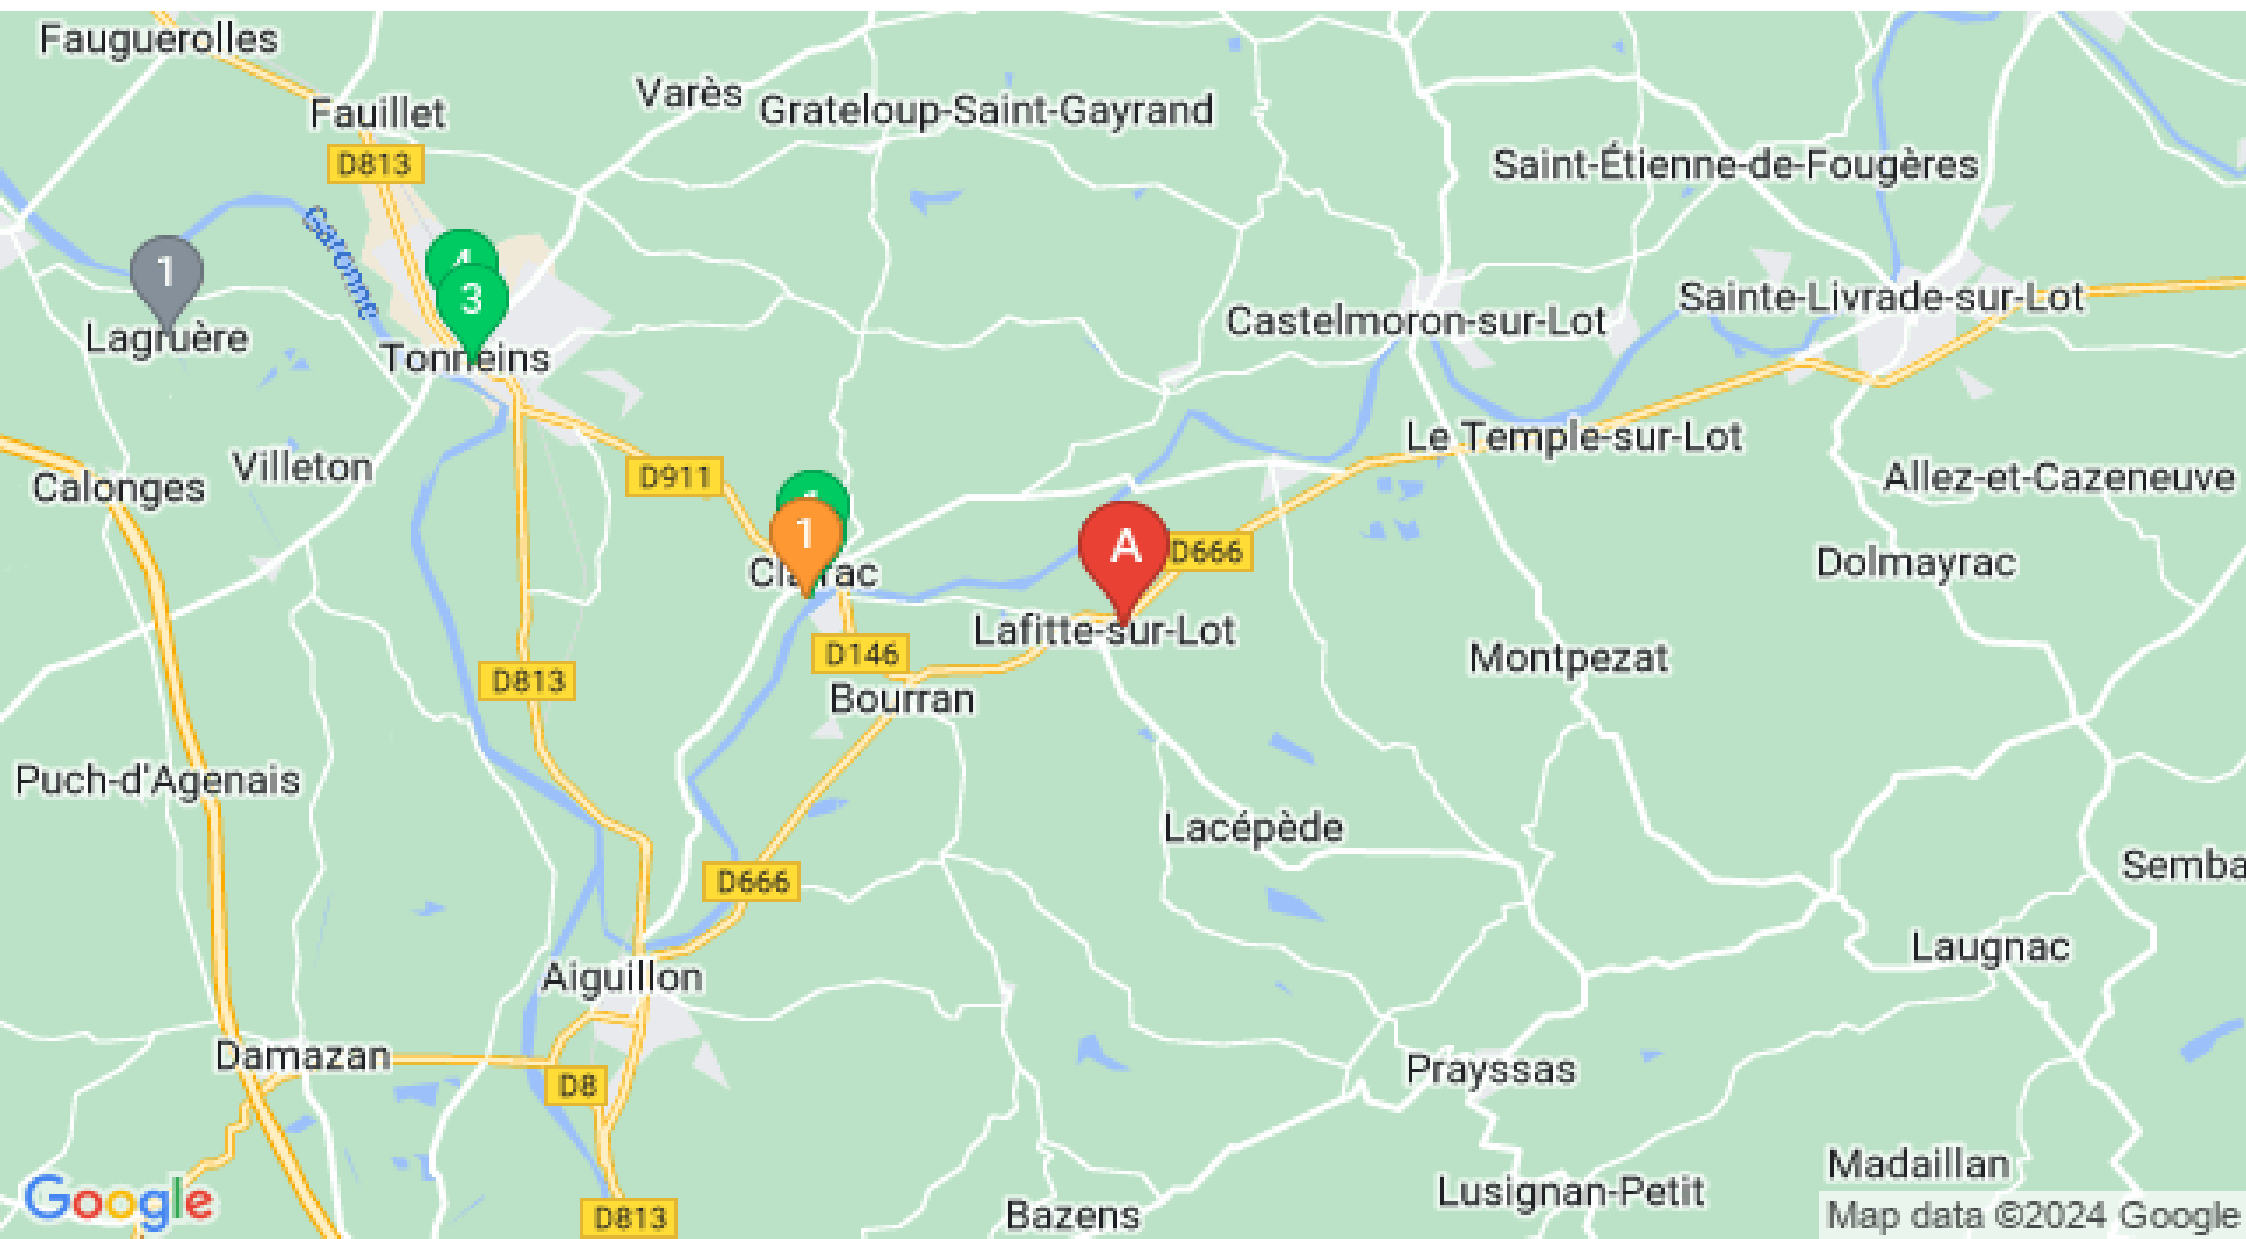 Fauguerolles
Varès
Fauillet
Grateloup-Saint-Gayrand
D813
Saint-Étienne-de-Fougères
Garonne
1
4
3
Lagruère
Tonneins
Castelmoron-sur-Lot
Sainte-Livrade-sur-Lot
Le Temple-sur-Lot
Villeton
D911
Calonges
Allez-et-Cazeneuve
1
A
D666
Clairac
Dolmayrac
Lafitte-sur-Lot
D146
Montpezat
D813
Bourran
Puch-d'Agenais
Lacépède
D666
Semba
Laugnac
Aiguillon
Damazan
Prayssas
D8
Madaillan
Lusignan-Petit
Google
D813
Bazens
Map data ©2024 Google